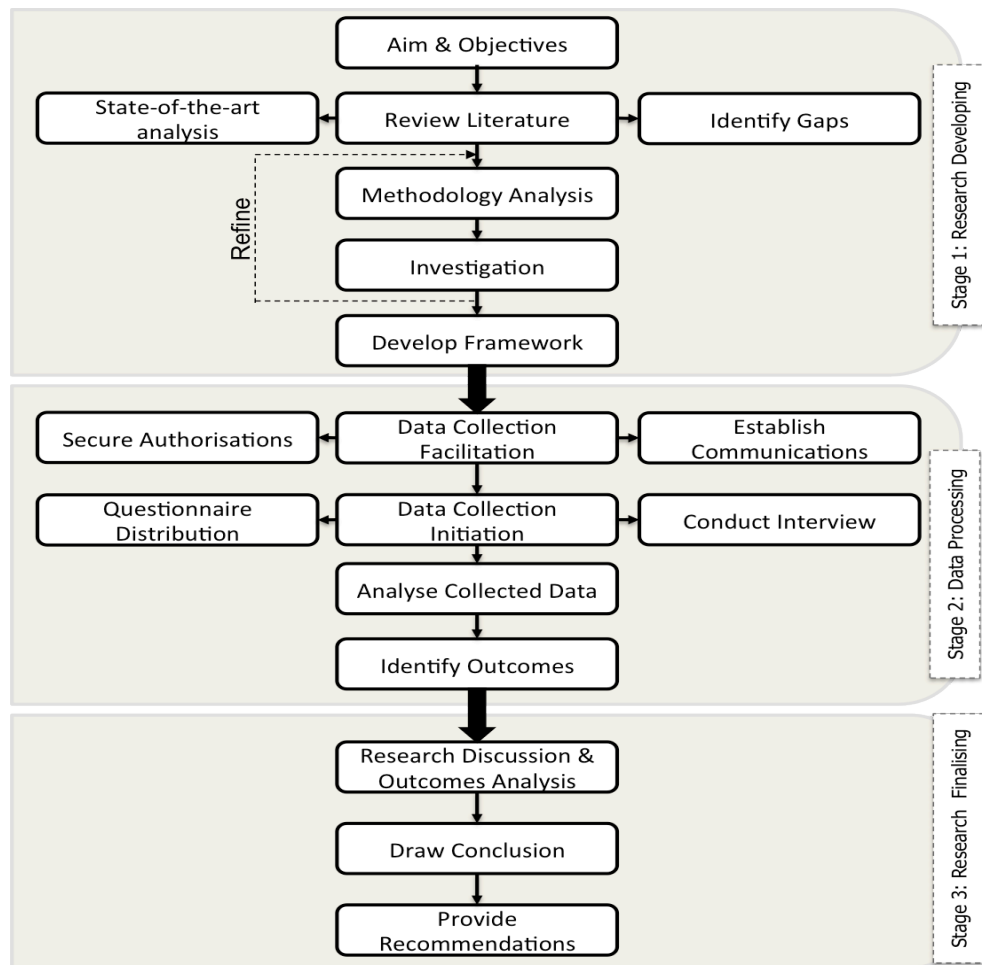 Aim & Objectives
State-of-the-art
analysis
Review Literature
Identify Gaps
Refine
Methodology Analysis
Investigation
Develop Framework
Stage 1: Research Developing
Secure Authorisations
Data Collection
Facilitation
Establish
Communications
Questionnaire
Distribution
Data Collection
Initiation
Conduct Interview
Analyse Collected Data
Identify Outcomes
Stage 2: Data Processing
Research Discussion &
Outcomes Analysis
Draw Conclusion
Provide
Recommendations
Stage 3: Research Finalising